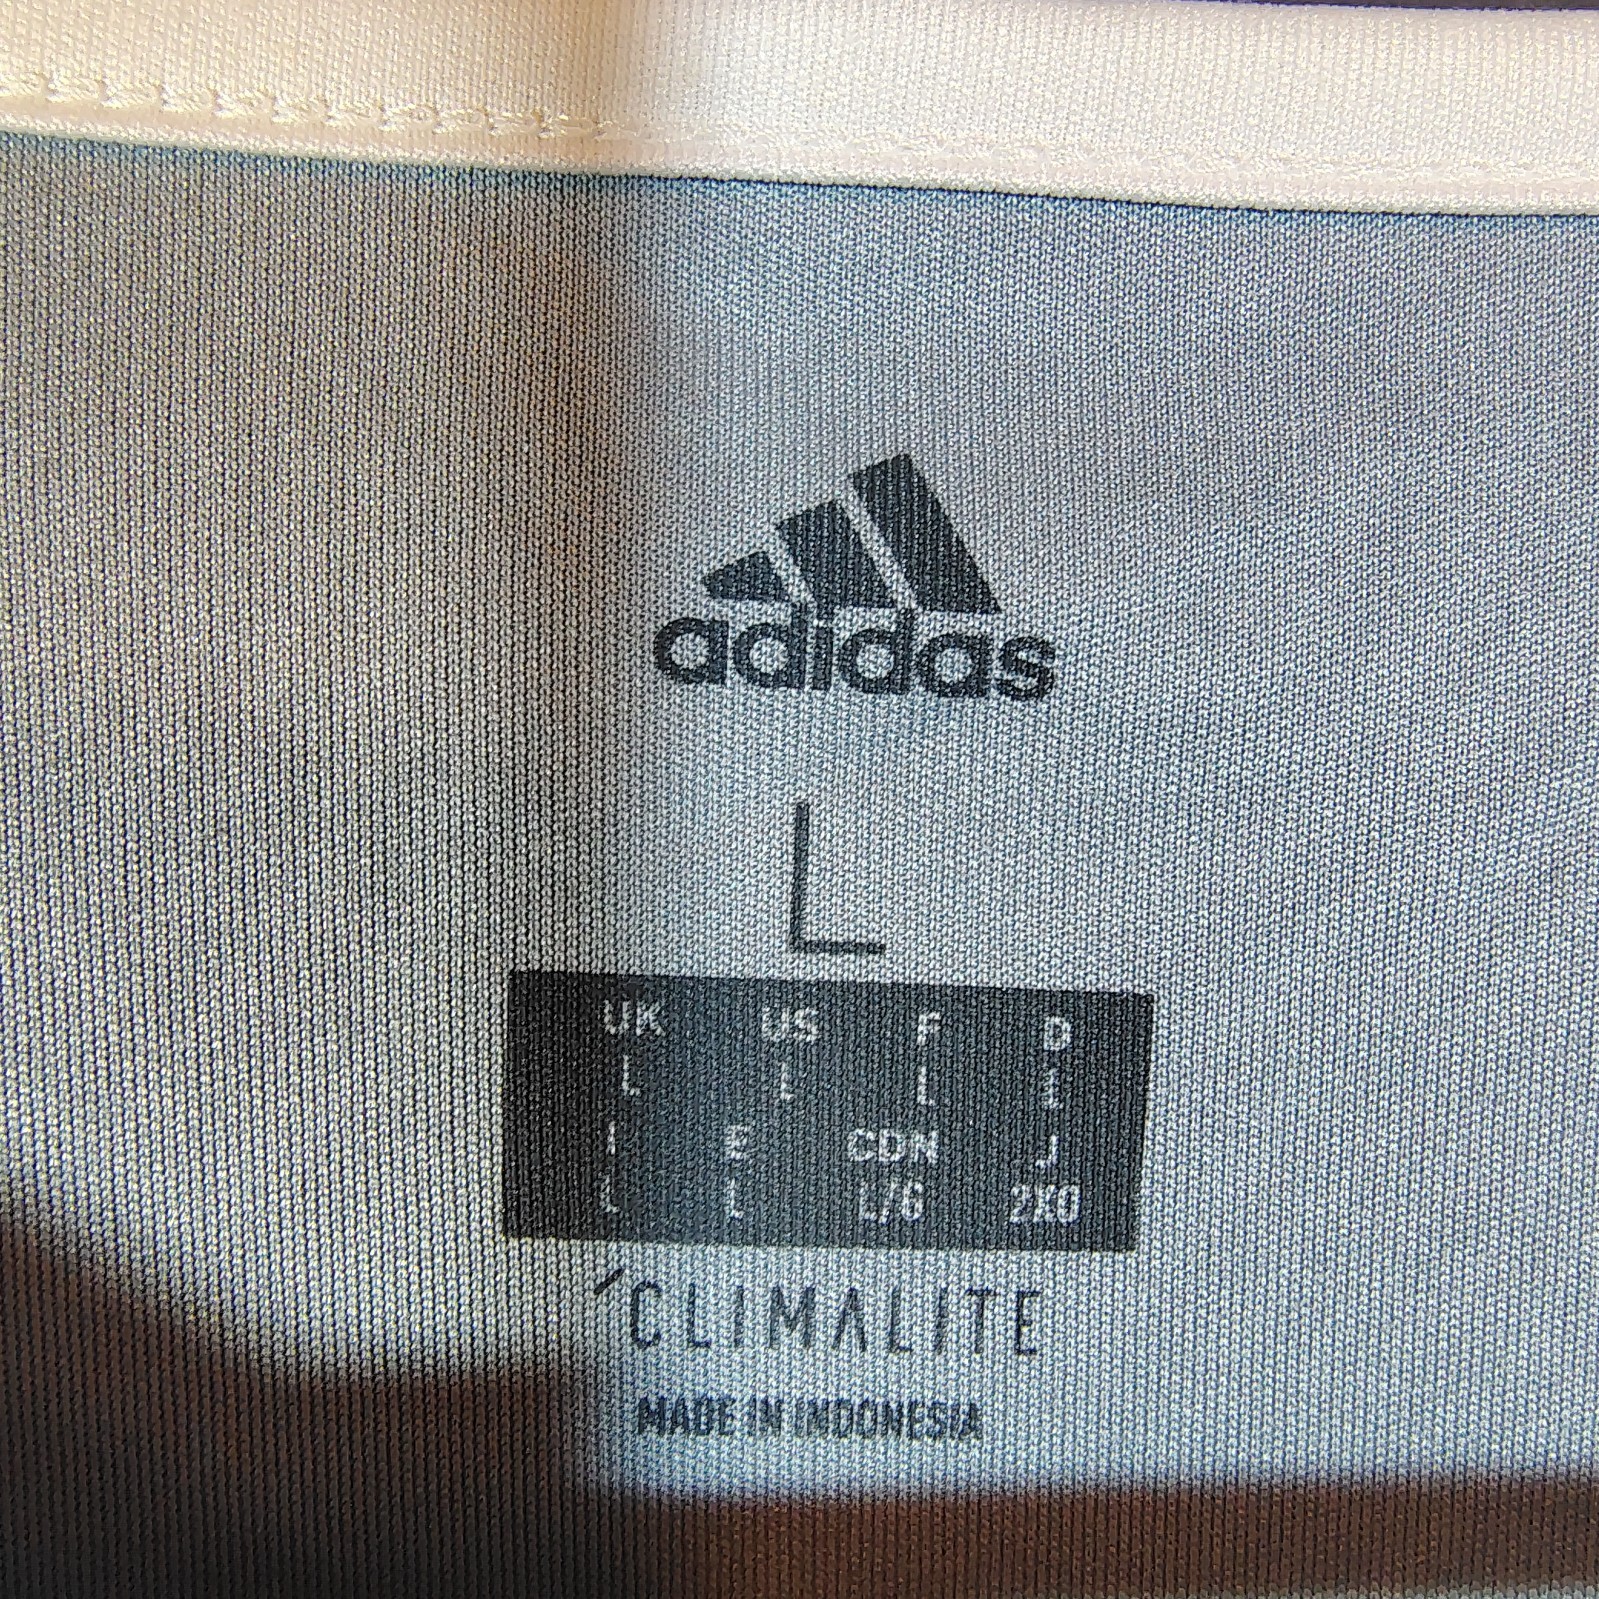 adidas
L
UK US F D
L L L L
I E CDN J
L L L/G 2XO
CLIMALITE
MADE IN INDONESIA